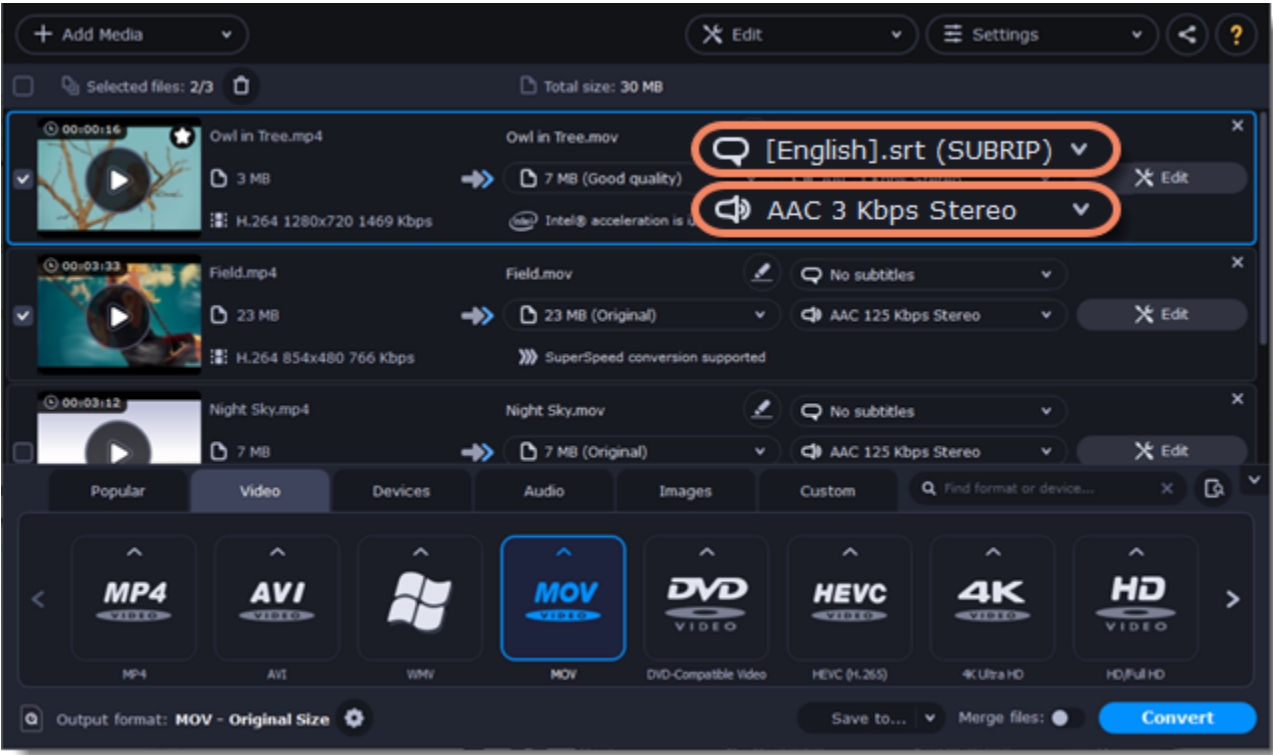 Add Media
Edit
Settings
?
Selected files: 2/3
Total size: 30 MB
00:00:16
Owl in Tree.mp4
Owl in Tree.mov
[English].srt (SUBRIP)
3 MB
7 MB (Good quality)
Edit
AAC 3 Kbps Stereo
H.264 1280x720 1469 Kbps
intel
Intel® acceleration is
00:03:33
Field.mp4
Field.mov
No subtitles
23 MB
23 MB (Original)
AAC 125 Kbps Stereo
Edit
H.264 854x480 766 Kbps
SuperSpeed conversion supported
00:03:12
Night Sky.mp4
Night Sky.mov
No subtitles
7 MB
7 MB (Original)
AAC 125 Kbps Stereo
Edit
Popular
Video
Devices
Audio
Images
Custom
Find format or device...
MP4
VIDEO
AVI
VIDEO
MOV
VIDEO
DVD
VIDEO
HEVC
VIDEO
4K
VIDEO
HD
VIDEO
MP4
AVI
WMV
MOV
DVD-Compatible Video
HEVC (H.265)
4K Ultra HD
HD/Full HD
Output format: MOV - Original Size
Save to...
Merge files:
Convert